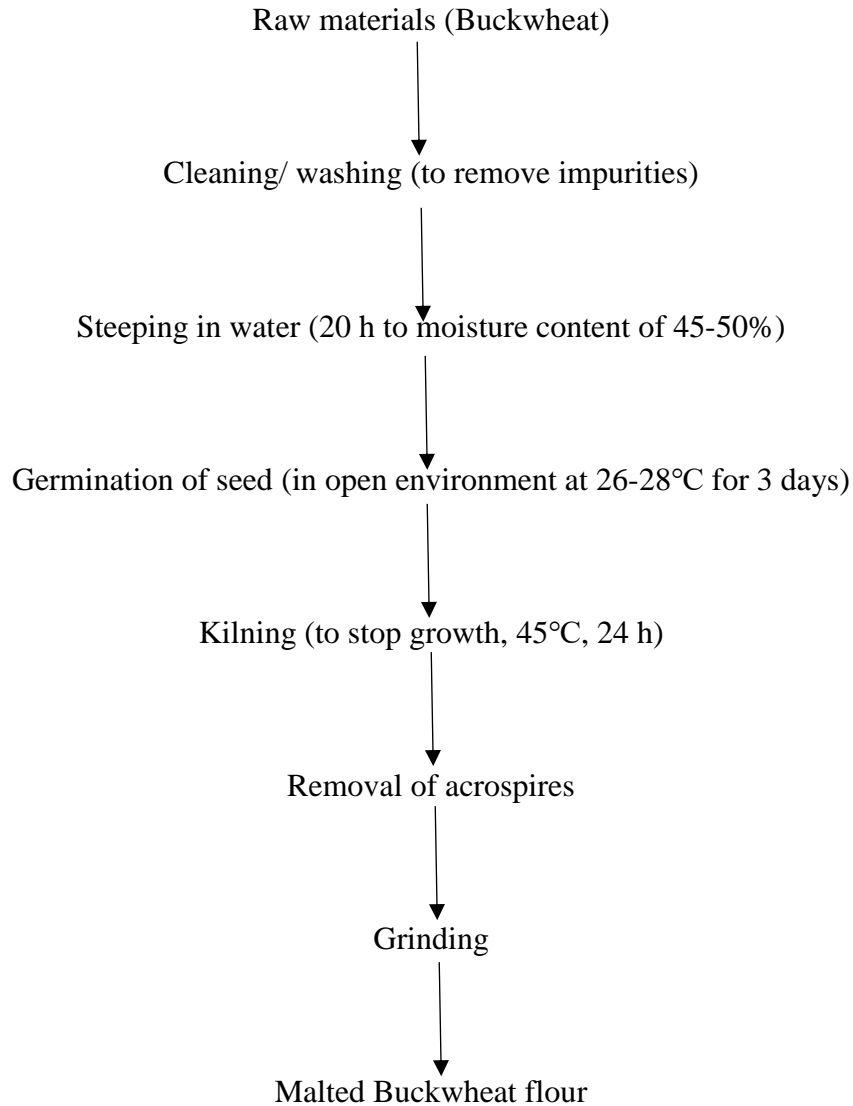 Raw materials (Buckwheat)
Cleaning/ washing (to remove impurities)
Steeping in water (20 h to moisture content of 45-50%)
Germination of seed (in open environment at 26-28°C for 3 days)
Kilning (to stop growth, 45°C, 24 h)
Removal of acrospires
Grinding
Malted Buckwheat flour